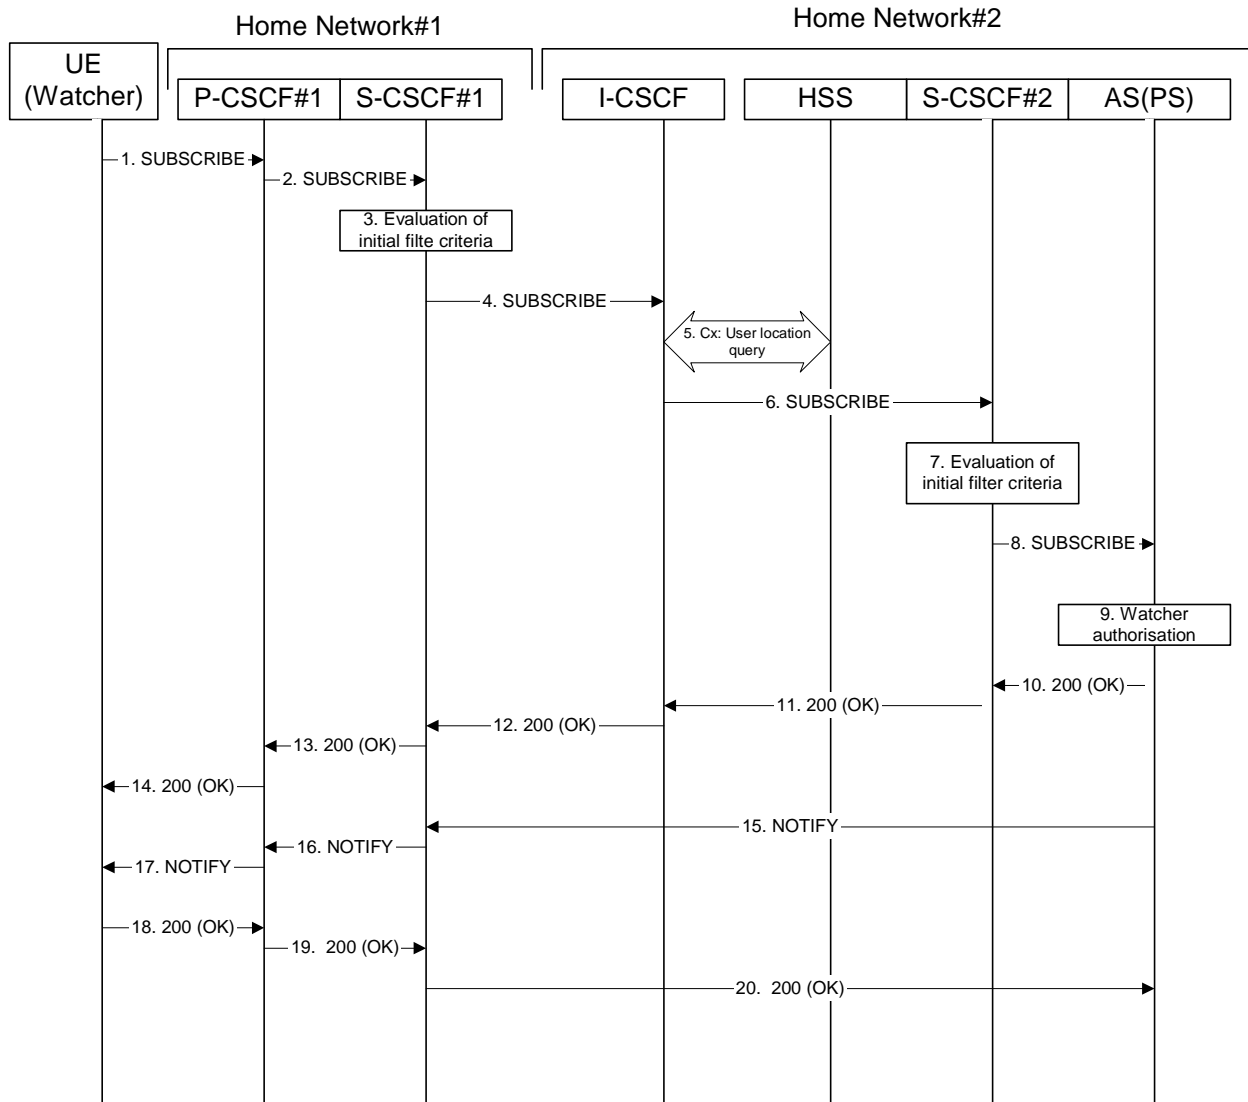 Home Network#1
Home Network#2
UE
(Watcher)
P-CSCF#1
S-CSCF#1
I-CSCF
HSS
S-CSCF#2
AS(PS)
1. SUBSCRIBE
2. SUBSCRIBE
3. Evaluation of
initial filte criteria
4. SUBSCRIBE
5. Cx: User location
query
6. SUBSCRIBE
7. Evaluation of
initial filter criteria
8. SUBSCRIBE
9. Watcher
authorisation
10. 200 (OK)
11. 200 (OK)
12. 200 (OK)
13. 200 (OK)
14. 200 (OK)
15. NOTIFY
16. NOTIFY
17. NOTIFY
18. 200 (OK)
19.  200 (OK)
20.  200 (OK)